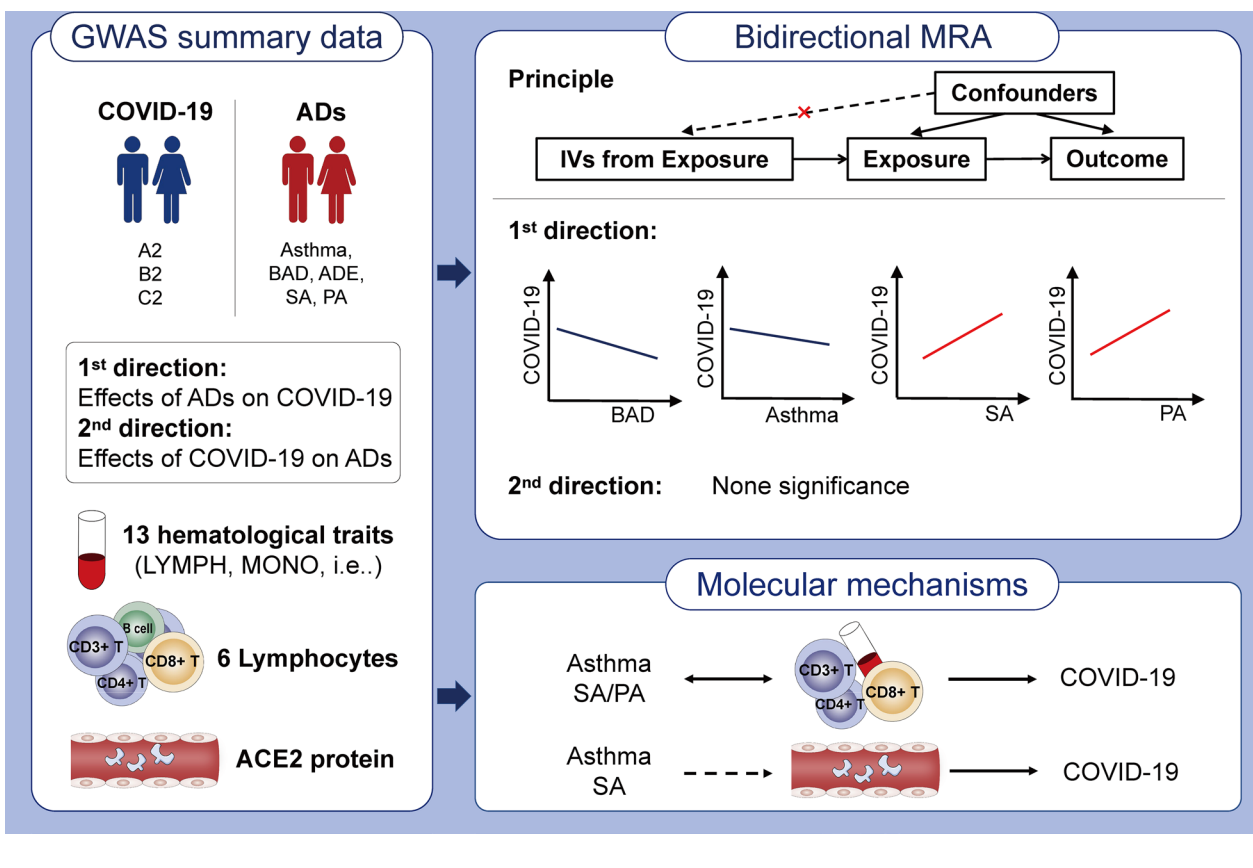 GWAS summary data
COVID-19
ADs
A2
B2
C2
Asthma,
BAD, ADE,
SA, PA
1st direction:
Effects of ADs on COVID-19
2nd direction:
Effects of COVID-19 on ADs
13 hematological traits
(LYMPH, MONO, i.e..)
B cell
CD3+ T
CD8+ T
CD4+ T
6 Lymphocytes
ACE2 protein
Bidirectional MRA
Principle
Confounders
IVs from Exposure
Exposure
Outcome
1st direction:
COVID-19
BAD
COVID-19
Asthma
COVID-19
SA
COVID-19
PA
2nd direction:
None significance
Molecular mechanisms
Asthma
SA/PA
CD3+ T
CD8+ T
CD4+ T
COVID-19
Asthma
SA
COVID-19